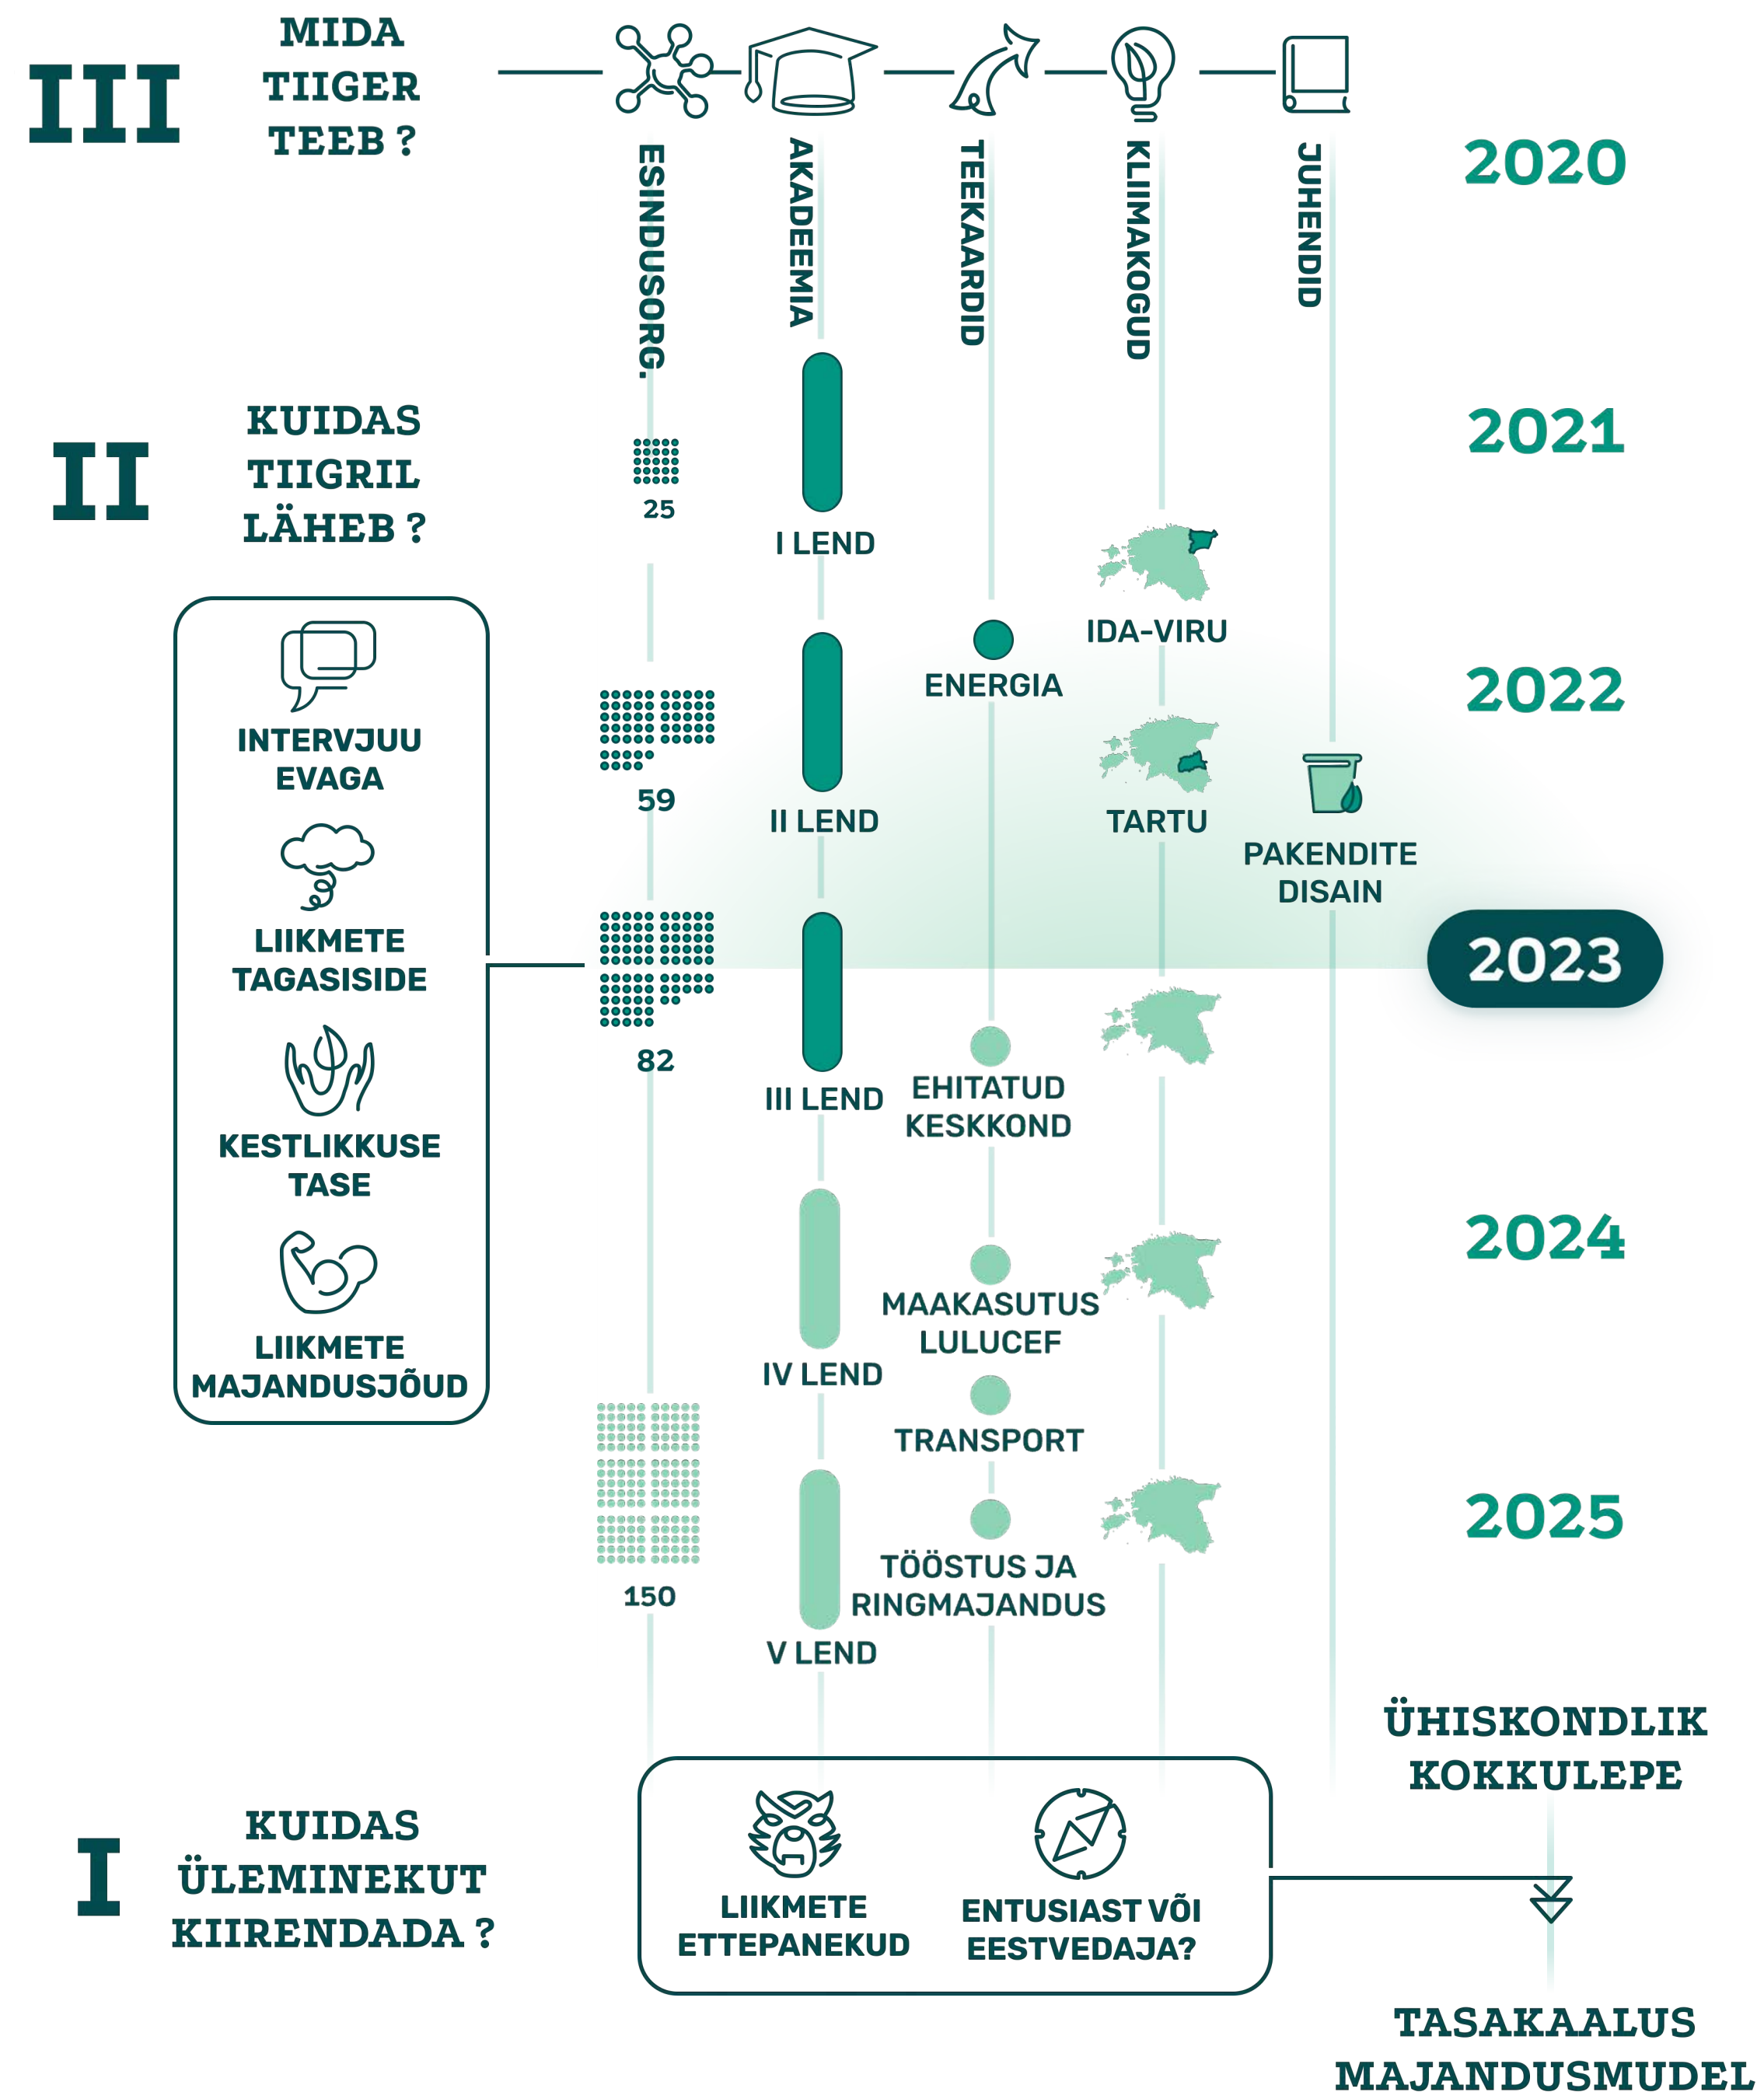 III
MIDA
TIIGER
TEEB ?
ESINDUSORG.
AKADEEMIA
TEEKAARDID
KLIIMAKOGUD
JUHENDID
2020
II
KUIDAS
TIIGRIL
LÄHEB ?
2021
25
I LEND
IDA-VIRU
ENERGIA
2022
INTERVJUU
EVAGA
59
II LEND
TARTU
PAKENDITE
DISAIN
LIIKMETE
TAGASISIDE
2023
82
III LEND
EHITATUD
KESKKOND
KESTLIKKUSE
TASE
2024
MAAKASUTUS
LULUCEF
LIIKMETE
MAJANDUSJÕUD
IV LEND
TRANSPORT
2025
TÖÖSTUS JA
RINGMAJANDUS
150
V LEND
ÜHISKONDLIK
KOKKULEPE
I
KUIDAS
ÜLEMINEKUT
KIIRENDADA ?
LIIKMETE
ETTEPANEKUD
ENTUSIAST VÕI
EESTVEDAJA?
TASAKAALUS
MAJANDUSMUDEL